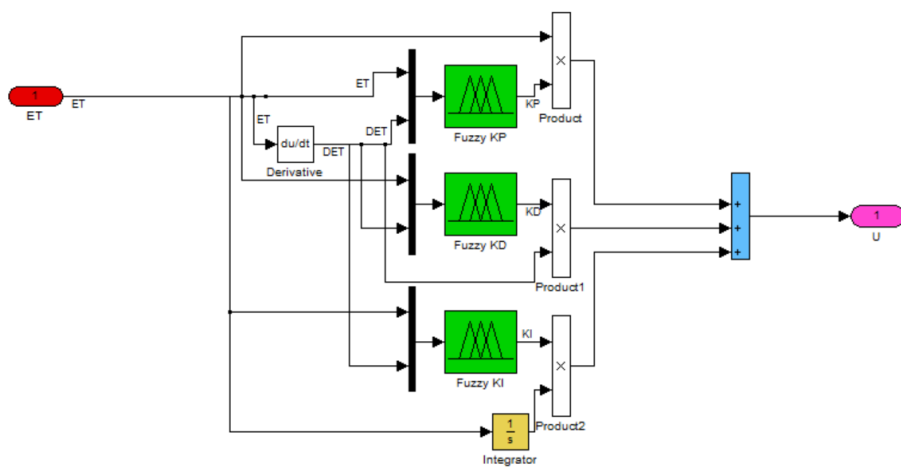 1
ET
ET
ET
du/dt
Derivative
DET
ET
DET
Fuzzy KP
KP
×
Product
Fuzzy KD
KD
×
Product1
Fuzzy KI
KI
×
Product2
1
s
Integrator
+
+
+
1
U